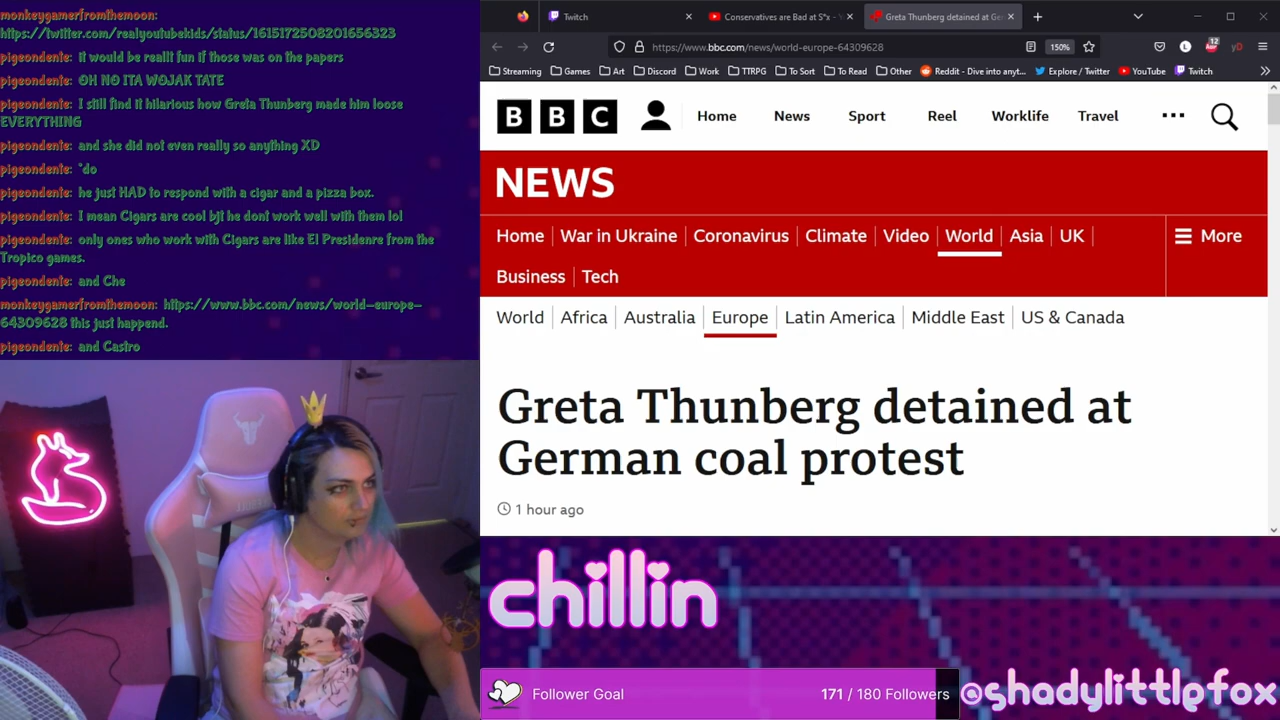 monkeygamerfromthemoon:
https://twitter.com/realyoutubekids/status/1615172508201656323
pigeondente: it would be reallt fun if those was on the papers
pigeondente: OH NO ITA WOJAK TATE
pigeondente: I still find it hilarious how Greta Thunberg made him loose
EVERYTHING
pigeondente: and she did not even really so anything XD
pigeondente: *do
pigeondente: he just HAD to respond with a cigar and a pizza box.
pigeondente: I mean Cigars are cool bjt he dont work well with them lol
pigeondente: only ones who work with Cigars are like El Presidenre from the
Tropico games.
pigeondente: and Che
monkeygamerfromthemoon: https://www.bbc.com/news/world-europe-
64309628 this just happend.
pigeondente: and Castro
Twitch
Conservatives are Bad at S*x -
Greta Thunberg detained at Ge
https://www.bbc.com/news/world-europe-64309628
150%
12
Streaming Games Art Discord Work TTRPG To Sort To Read Other Reddit - Dive into anyt... Explore / Twitter YouTube Twitch
BBC Home News Sport Reel Worklife Travel
NEWS
Home War in Ukraine Coronavirus Climate Video World Asia UK More
Business Tech
World Africa Australia Europe Latin America Middle East US & Canada
Greta Thunberg detained at
German coal protest
1 hour ago
chillin
Follower Goal 171 / 180 Followers
@shadylittlefox